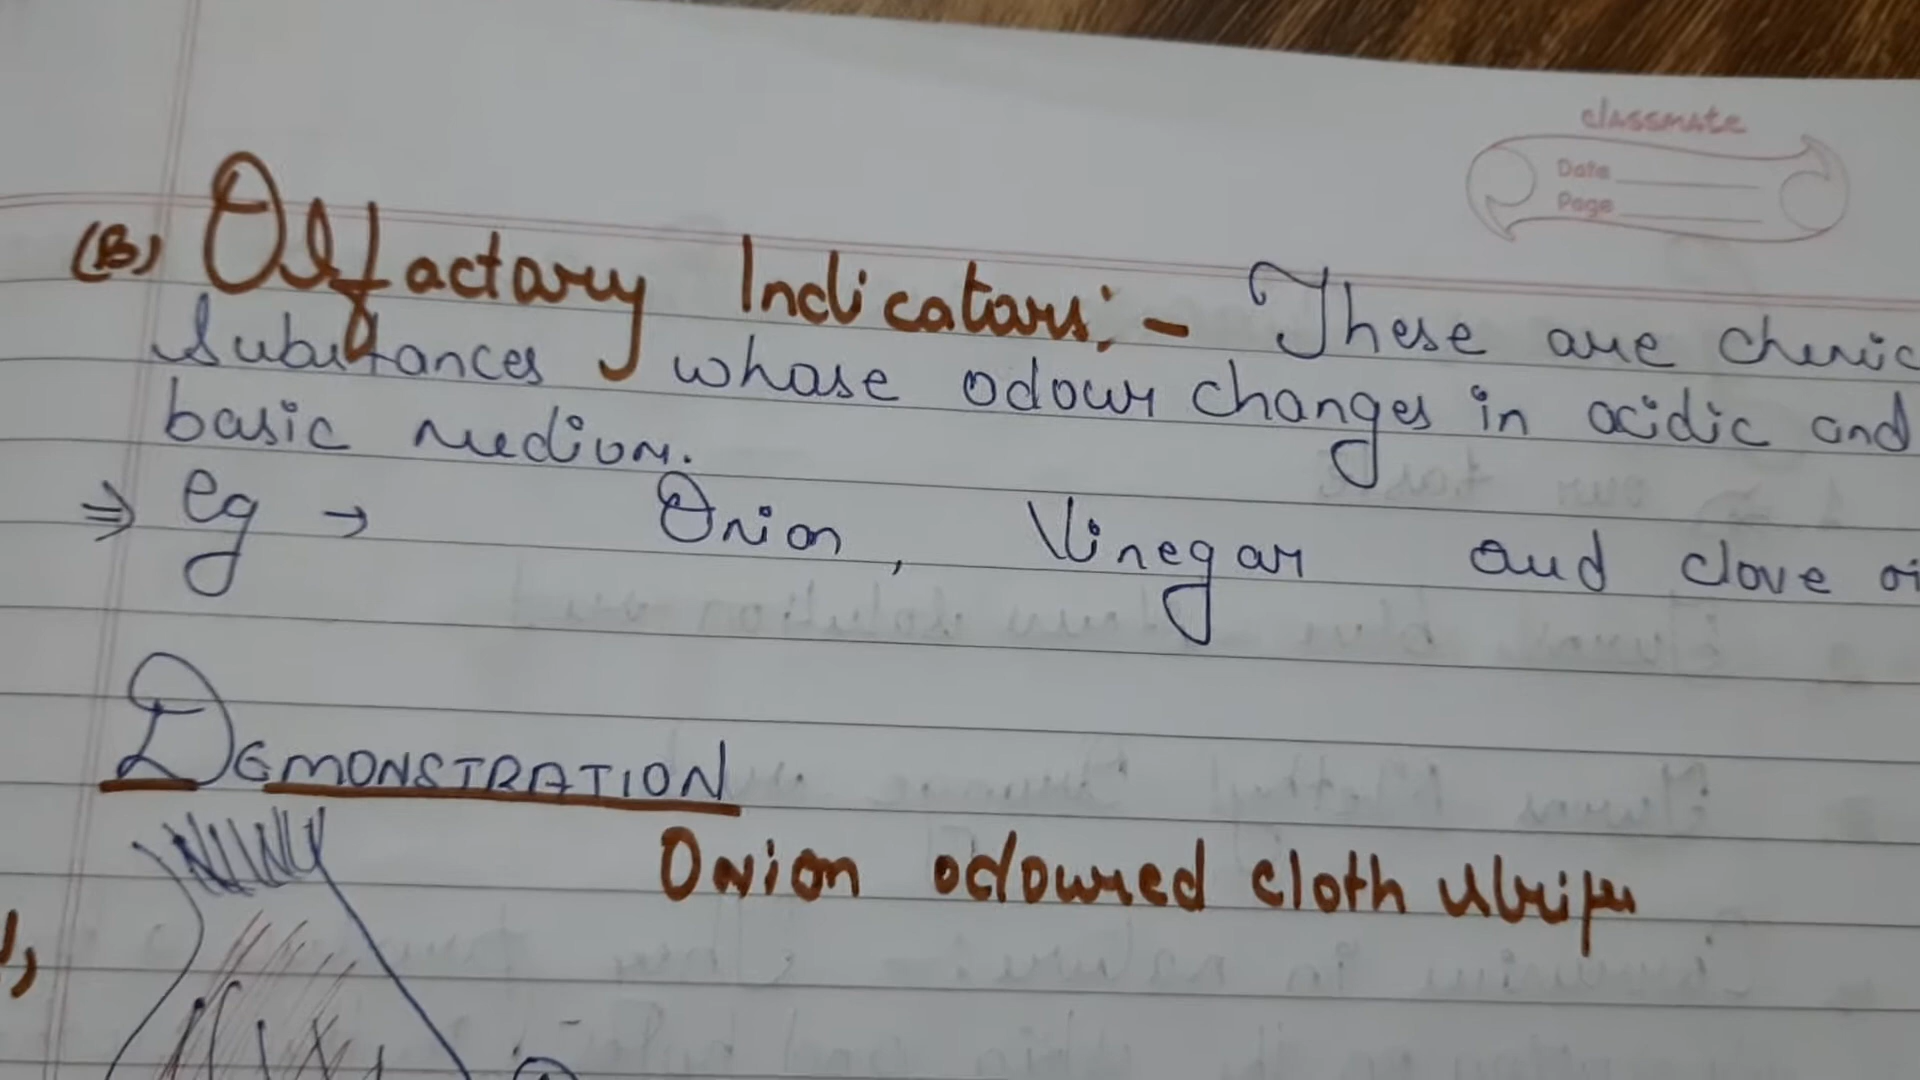 classmate
Date
Page
(B) Olfactory Indicators:- These are chemic
Substances whose odour changes in acidic and
basic medium.
⇒ eg → Onion, Vinegar and clove oi
DEMONSTRATION
Onion odoured cloth strips